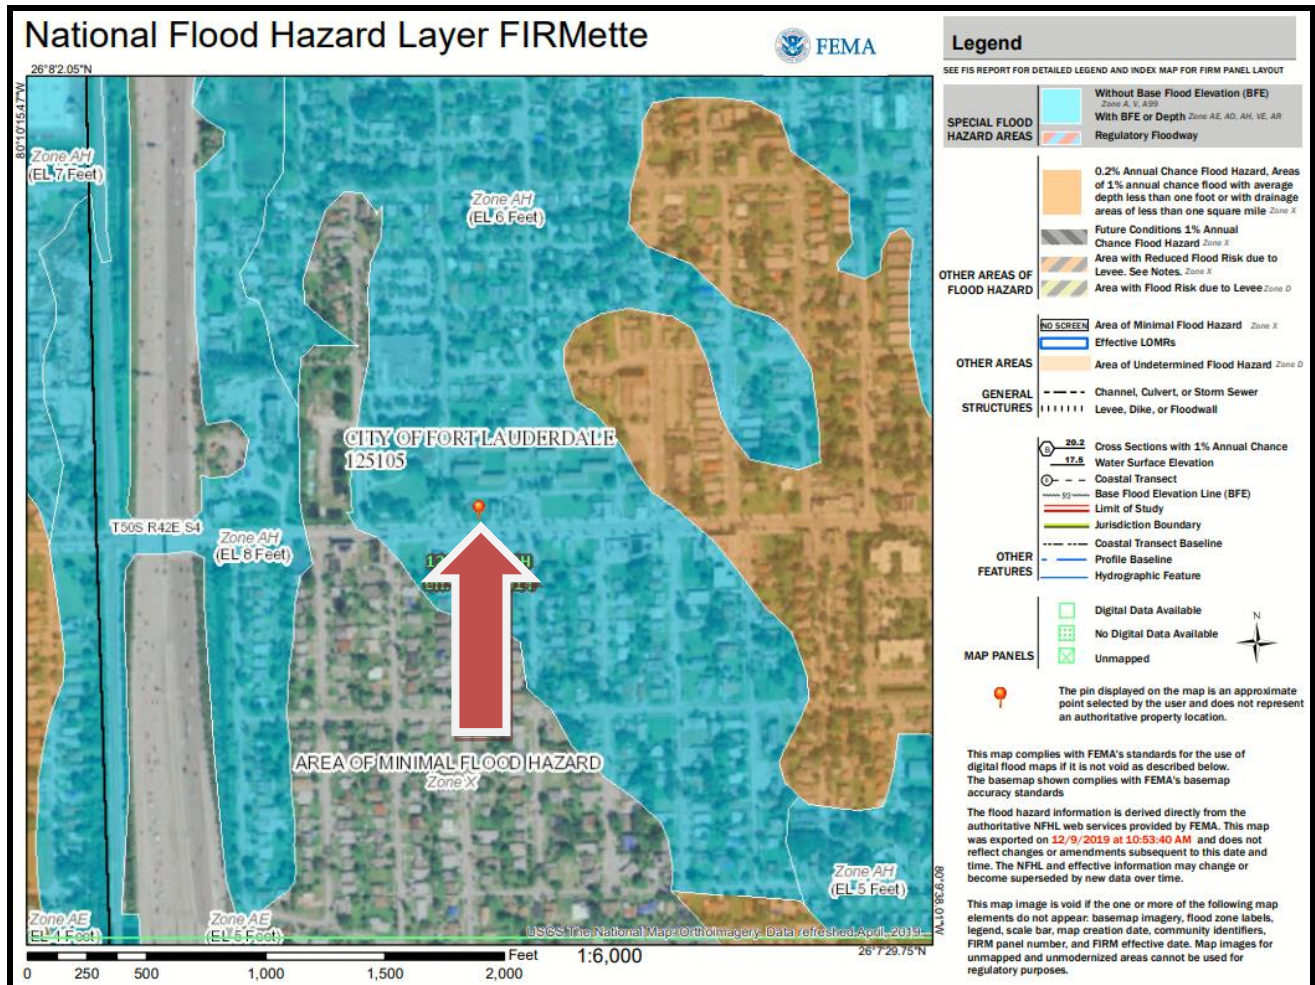 National Flood Hazard Layer FIRMette
FEMA
26°8'2.05"N
80°10'15.47"W
Zone AH
(EL 7 Feet)
Zone AH
(EL 6 Feet)
CITY OF FORT LAUDERDALE
125105
T50S R42E S4
Zone AH
(EL 8 Feet)
AREA OF MINIMAL FLOOD HAZARD
Zone X
Zone AH
(EL 5 Feet)
Zone AE
Zone AE
USGS The National Map: Orthoimagery. Data refreshed April, 2019.
80°9'38.01"W
26°7'29.75"N
Feet
1:6,000
0 250 500 1,000 1,500 2,000
Legend
SEE FIS REPORT FOR DETAILED LEGEND AND INDEX MAP FOR FIRM PANEL LAYOUT
SPECIAL FLOOD
HAZARD AREAS
Without Base Flood Elevation (BFE)
Zone A, V, A99
With BFE or Depth Zone AE, AO, AH, VE, AR
Regulatory Floodway
0.2% Annual Chance Flood Hazard, Areas
of 1% annual chance flood with average
depth less than one foot or with drainage
areas of less than one square mile Zone X
Future Conditions 1% Annual
Chance Flood Hazard Zone X
Area with Reduced Flood Risk due to
Levee. See Notes. Zone X
Area with Flood Risk due to Levee Zone D
OTHER AREAS OF
FLOOD HAZARD
NO SCREEN Area of Minimal Flood Hazard Zone X
Effective LOMRs
OTHER AREAS
Area of Undetermined Flood Hazard Zone D
GENERAL
STRUCTURES
Channel, Culvert, or Storm Sewer
Levee, Dike, or Floodwall
B 20.2 Cross Sections with 1% Annual Chance
17.5 Water Surface Elevation
8 Coastal Transect
513 Base Flood Elevation Line (BFE)
Limit of Study
Jurisdiction Boundary
Coastal Transect Baseline
OTHER
FEATURES
Profile Baseline
Hydrographic Feature
Digital Data Available
No Digital Data Available
MAP PANELS
Unmapped
N
The pin displayed on the map is an approximate
point selected by the user and does not represent
an authoritative property location.
This map complies with FEMA's standards for the use of
digital flood maps if it is not void as described below.
The basemap shown complies with FEMA's basemap
accuracy standards
The flood hazard information is derived directly from the
authoritative NFHL web services provided by FEMA. This map
was exported on 12/9/2019 at 10:53:40 AM and does not
reflect changes or amendments subsequent to this date and
time. The NFHL and effective information may change or
become superseded by new data over time.
This map image is void if the one or more of the following map
elements do not appear: basemap imagery, flood zone labels,
legend, scale bar, map creation date, community identifiers,
FIRM panel number, and FIRM effective date. Map images for
unmapped and unmodernized areas cannot be used for
regulatory purposes.